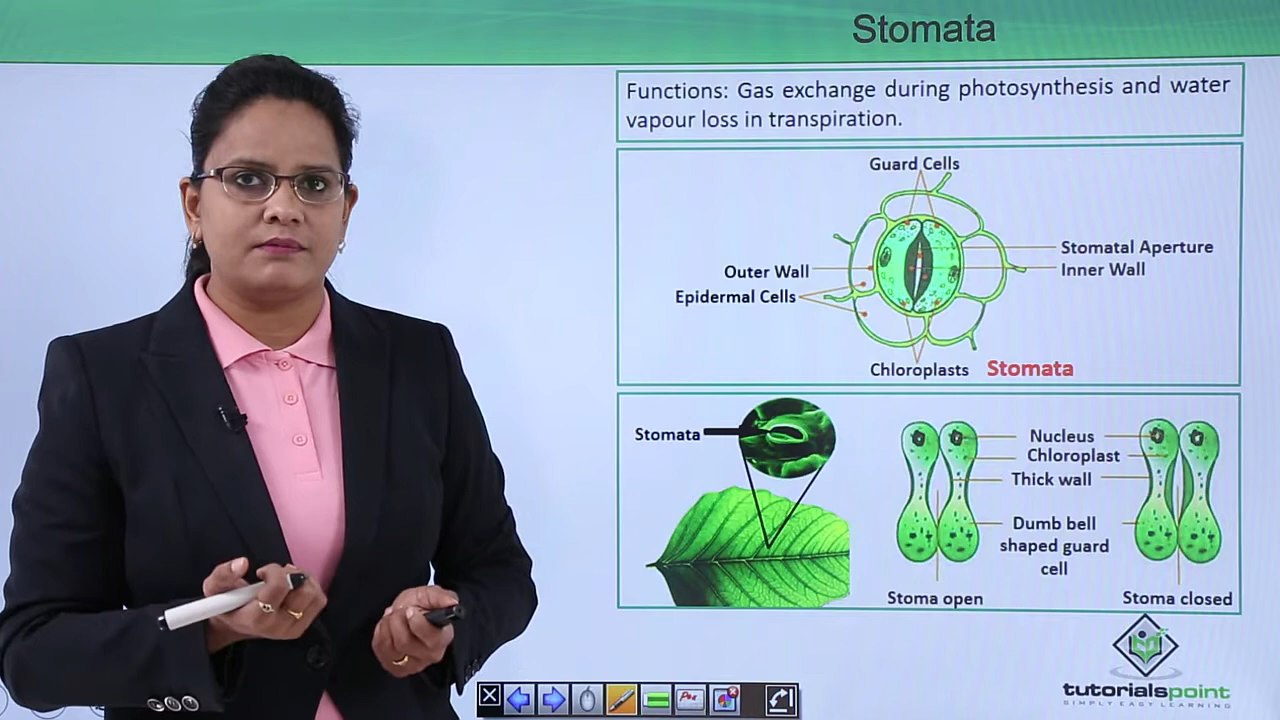 Stomata
Functions: Gas exchange during photosynthesis and water
vapour loss in transpiration.
Guard Cells
Stomatal Aperture
Outer Wall
Inner Wall
Epidermal Cells
Chloroplasts
Stomata
Stomata
Nucleus
Chloroplast
Thick wall
Dumb bell
shaped guard
cell
Stoma open
Stoma closed
tutorialspoint
SIMPLY EASY LEARNING
Pen